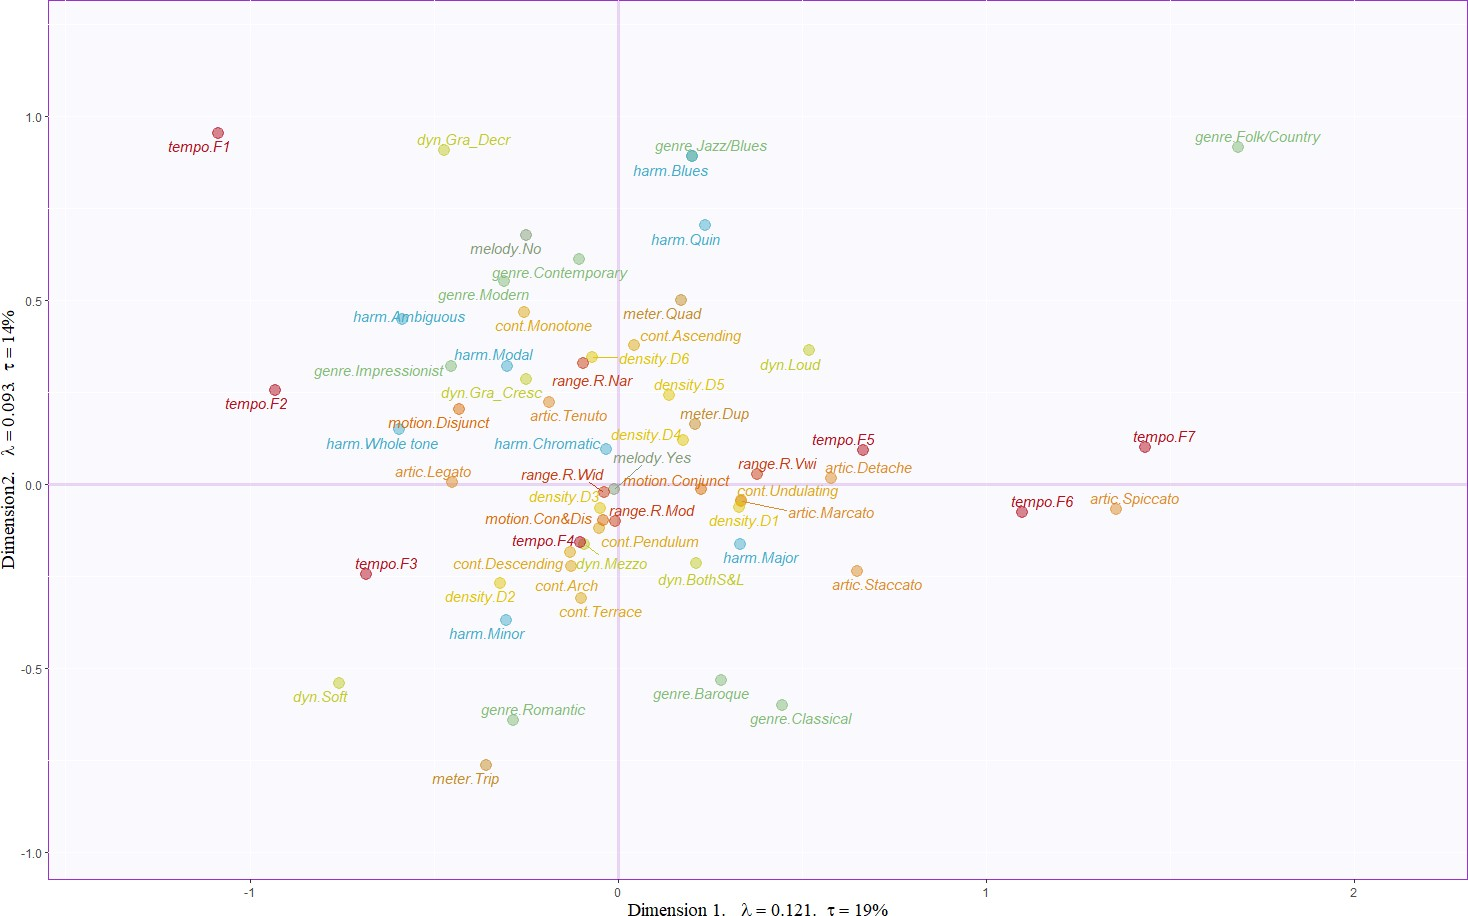 1.0
tempo.F1
dyn.Gra_Decr
genre.Jazz/Blues
harm.Blues
genre.Folk/Country
harm.Quin
melody.No
genre.Contemporary
genre.Modern
0.5
harm.Ambiguous
cont.Monotone
meter.Quad
cont.Ascending
harm.Modal
density.D6
dyn.Loud
genre.Impressionist
range.R.Nar
dyn.Gra_Cresc
density.D5
tempo.F2
artic.Tenuto
meter.Dup
motion.Disjunct
harm.Whole tone
harm.Chromatic
density.D4
tempo.F5
tempo.F7
melody.Yes
artic.Legato
range.R.Wid
motion.Conjunct
range.R.Vwi
artic.Detache
0.0
density.D3
cont.Undulating
tempo.F6
artic.Spiccato
motion.Con&Dis
range.R.Mod
density.D1
artic.Marcato
tempo.F4
cont.Pendulum
tempo.F3
cont.Descending
dyn.Mezzo
harm.Major
density.D2
cont.Arch
dyn.BothS&L
artic.Staccato
cont.Terrace
harm.Minor
-0.5
dyn.Soft
genre.Baroque
genre.Romantic
genre.Classical
meter.Trip
-1.0
-1
0
1
2
Dimension 1. λ = 0.121. τ = 19%
Dimension2. λ = 0.093. τ = 14%